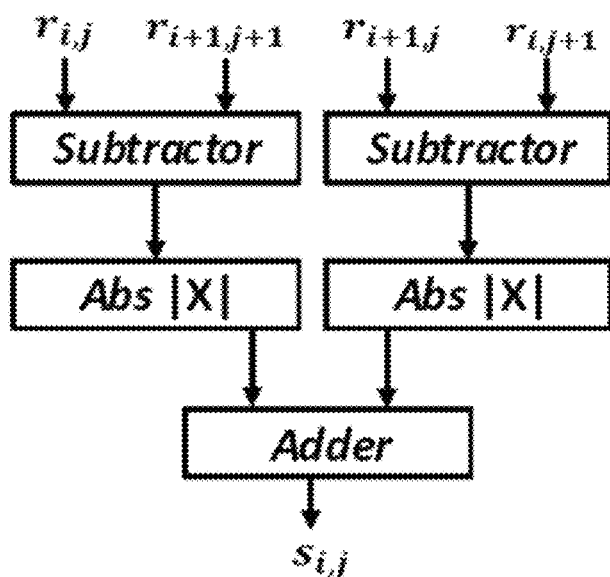 r_{i,j} r_{i+1,j+1} r_{i+1,j} r_{i,j+1}
Subtractor Subtractor
Abs |X| Abs |X|
Adder
s_{i,j}